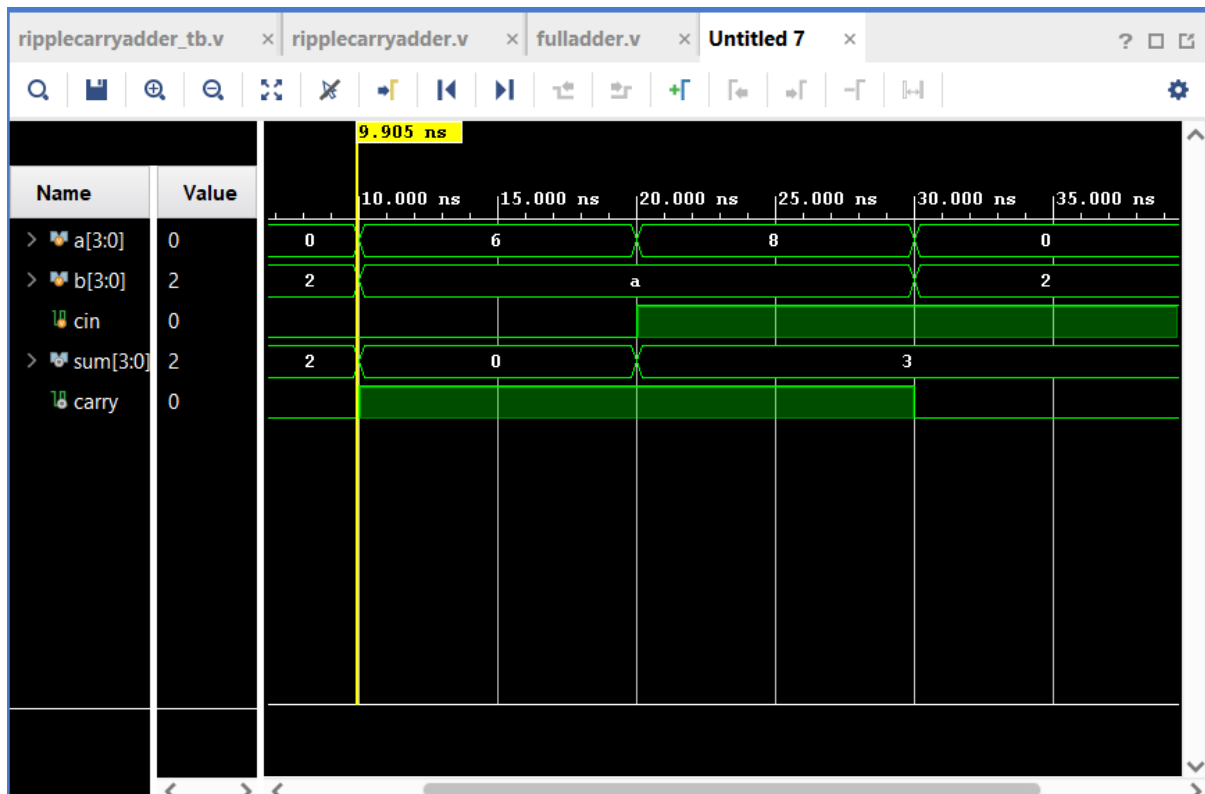 ripplecarryadder_tb.v × ripplecarryadder.v × fulladder.v × Untitled 7 × ?
9.905 ns
Name Value 10.000 ns 15.000 ns 20.000 ns 25.000 ns 30.000 ns 35.000 ns
a[3:0] 0 0 6 8 0
b[3:0] 2 2 a 2
cin 0
sum[3:0] 2 2 0 3
carry 0